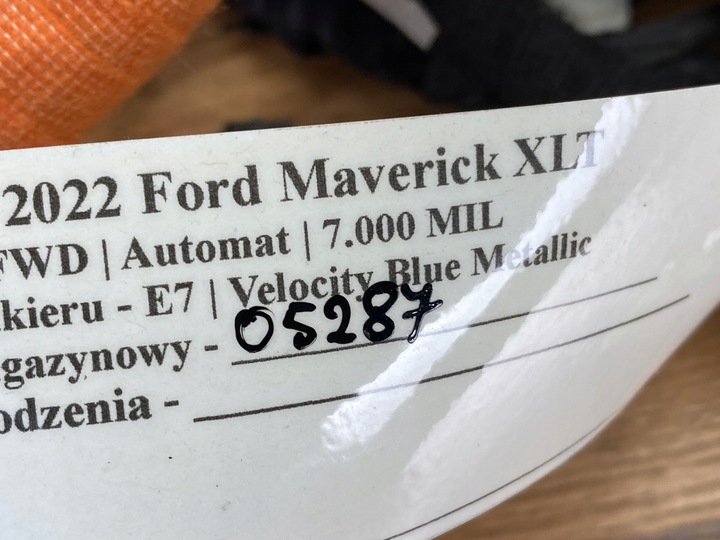 2022 Ford Maverick XLT
FWD | Automat | 7.000 MIL
kieru - E7 | Velocity Blue Metallic
gazynowy - 05287
odzenia -